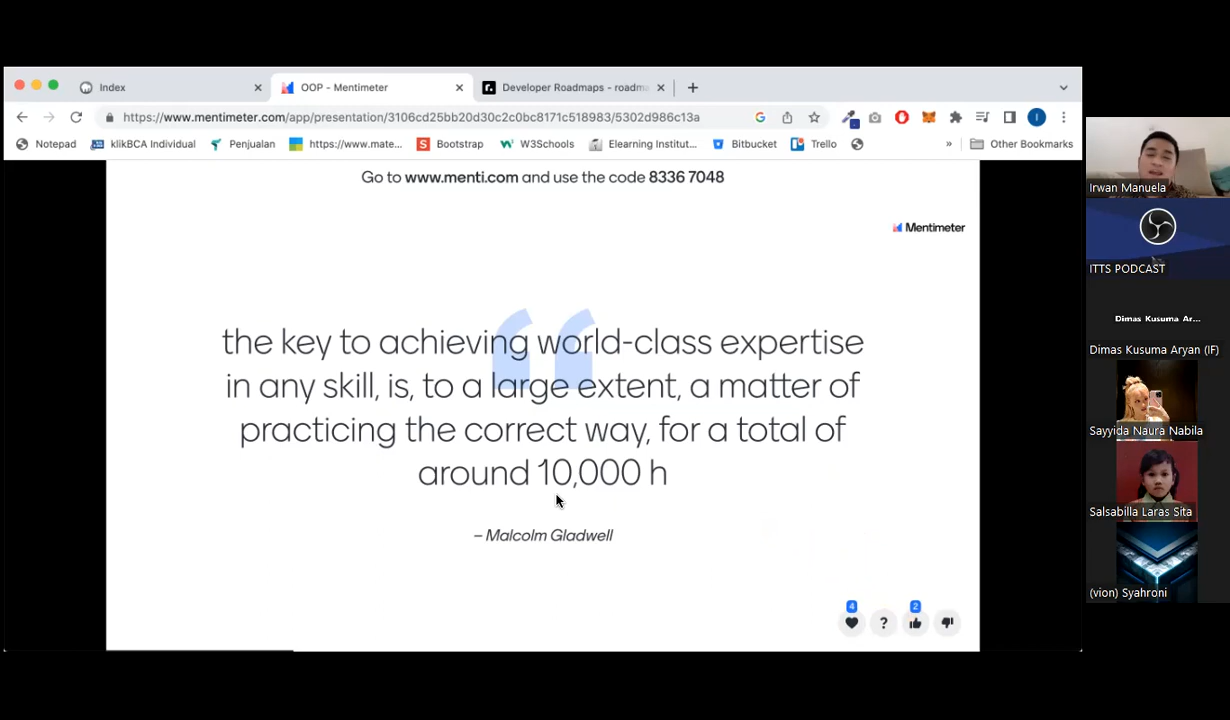 Index
OOP - Mentimeter
Developer Roadmaps - roadma
https://www.mentimeter.com/app/presentation/3106cd25bb20d30c2c0bc8171c518983/5302d986c13a
Notepad
klikBCA Individual
Penjualan
https://www.mate...
Bootstrap
W3Schools
Elearning Institut...
Bitbucket
Trello
»
Other Bookmarks
Go to www.menti.com and use the code 8336 7048
Mentimeter
the key to achieving world-class expertise
in any skill, is, to a large extent, a matter of
practicing the correct way, for a total of
around 10,000 h
– Malcolm Gladwell
4
?
2
Irwan Manuela
ITTS PODCAST
Dimas Kusuma Ar...
Dimas Kusuma Aryan (IF)
Sayyida Naura Nabila
Salsabilla Laras Sita
(vion) Syahroni